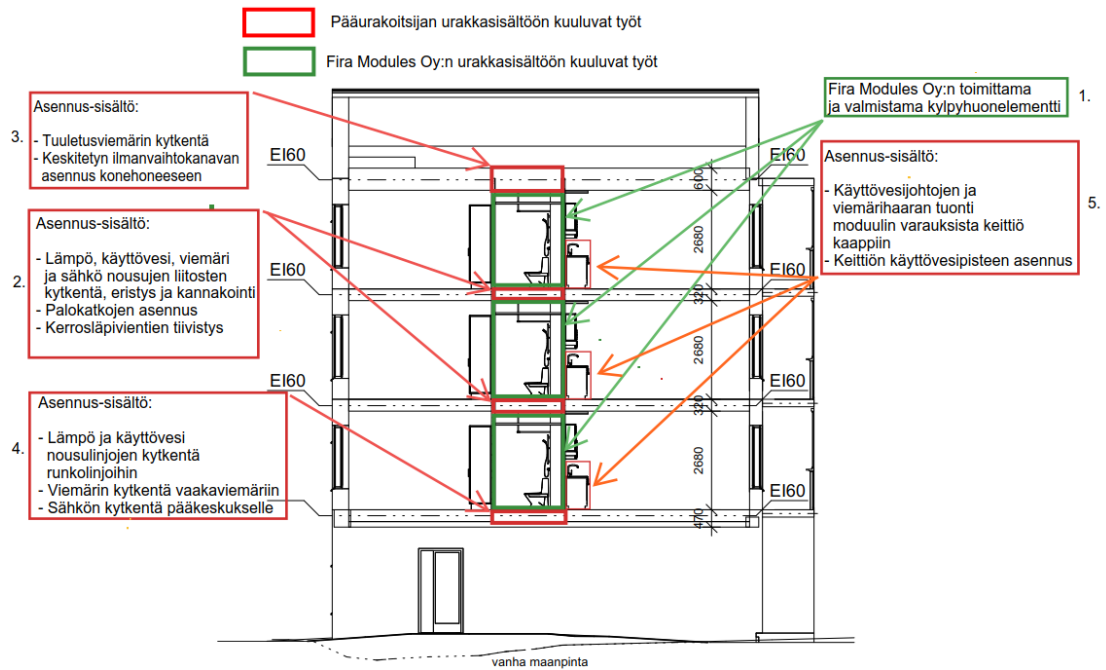 Pääurakoitsijan urakkasisältöön kuuluvat työt
Fira Modules Oy:n urakkasisältöön kuuluvat työt
Fira Modules Oy:n toimittama
ja valmistama kylpyhuonelementti
1.
3.
Asennus-sisältö:
- Tuuletusviemärin kytkentä
- Keskitetyn ilmanvaihtokanavan
asennus konehoneeseen
2.
Asennus-sisältö:
- Lämpö, käyttövesi, viemäri
ja sähkö nousujen liitosten
kytkentä, eristys ja kannakointi
- Palokatkojen asennus
- Kerrosläpivientien tiivistys
4.
Asennus-sisältö:
- Lämpö ja käyttövesi
nousulinjojen kytkentä
runkolinjoihin
- Viemärin kytkentä vaakaviemäriin
- Sähkön kytkentä pääkeskukselle
Asennus-sisältö:
- Käyttövesijohtojen ja
viemärihaaran tuonti
moduulin varauksista keittiö
kaappiin
- Keittiön käyttövesipisteen asennus
5.
EI60
EI60
600
2680
EI60
EI60
320
2680
EI60
EI60
320
2680
EI60
470
vanha maanpinta